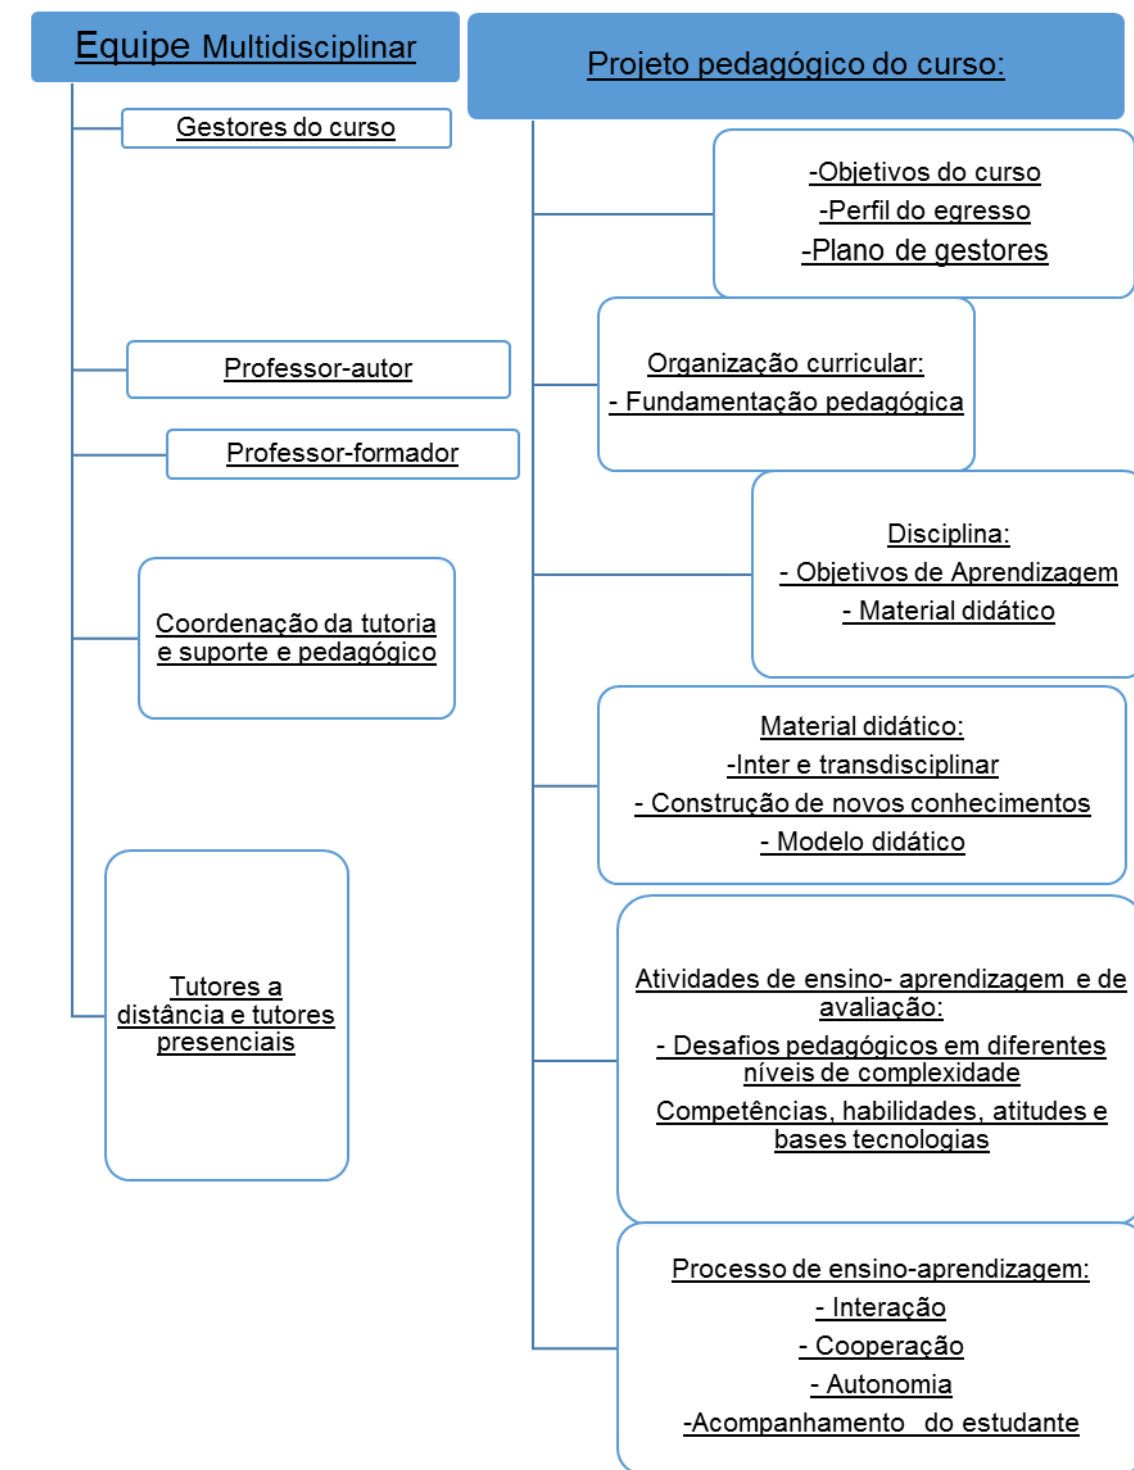 Equipe Multidisciplinar
Gestores do curso
Professor-autor
Professor-formador
Coordenação da tutoria
e suporte e pedagógico
Tutores a
distância e tutores
presenciais
Projeto pedagógico do curso:
-Objetivos do curso
-Perfil do egresso
-Plano de gestores
Organização curricular:
- Fundamentação pedagógica
Disciplina:
- Objetivos de Aprendizagem
- Material didático
Material didático:
-Inter e transdisciplinar
- Construção de novos conhecimentos
- Modelo didático
Atividades de ensino- aprendizagem e de
avaliação:
- Desafios pedagógicos em diferentes
níveis de complexidade
Competências, habilidades, atitudes e
bases tecnologias
Processo de ensino-aprendizagem:
- Interação
- Cooperação
- Autonomia
-Acompanhamento do estudante